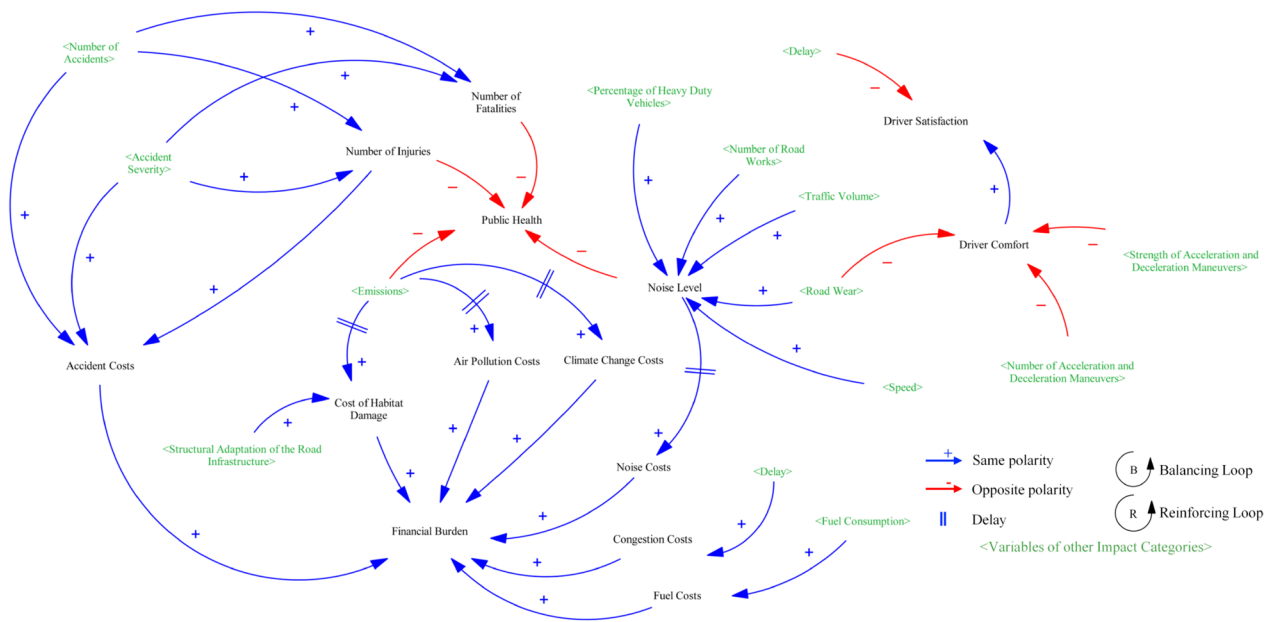 <Number of
Accidents>
+
+
+
+
+
+
+
+
+
<Accident
Severity>
Number of
Fatalities
Number of Injuries
−
−
Public Health
−
−
<Percentage of Heavy Duty
Vehicles>
<Number of Road
Works>
<Traffic Volume>
+
+
+
+
+
Noise Level
<Road Wear>
<Speed>
<Delay>
−
Driver Satisfaction
+
Driver Comfort
−
−
−
<Strength of Acceleration and
Deceleration Maneuvers>
<Number of Acceleration and
Deceleration Maneuvers>
<Emissions>
+
+
+
Accident Costs
Air Pollution Costs
Climate Change Costs
Cost of Habitat
Damage
+
<Structural Adaptation of the Road
Infrastructure>
+
+
+
+
Noise Costs
<Delay>
+
+
Financial Burden
Congestion Costs
+
<Fuel Consumption>
+
+
Fuel Costs
+ Same polarity
- Opposite polarity
Delay
B Balancing Loop
R Reinforcing Loop
<Variables of other Impact Categories>